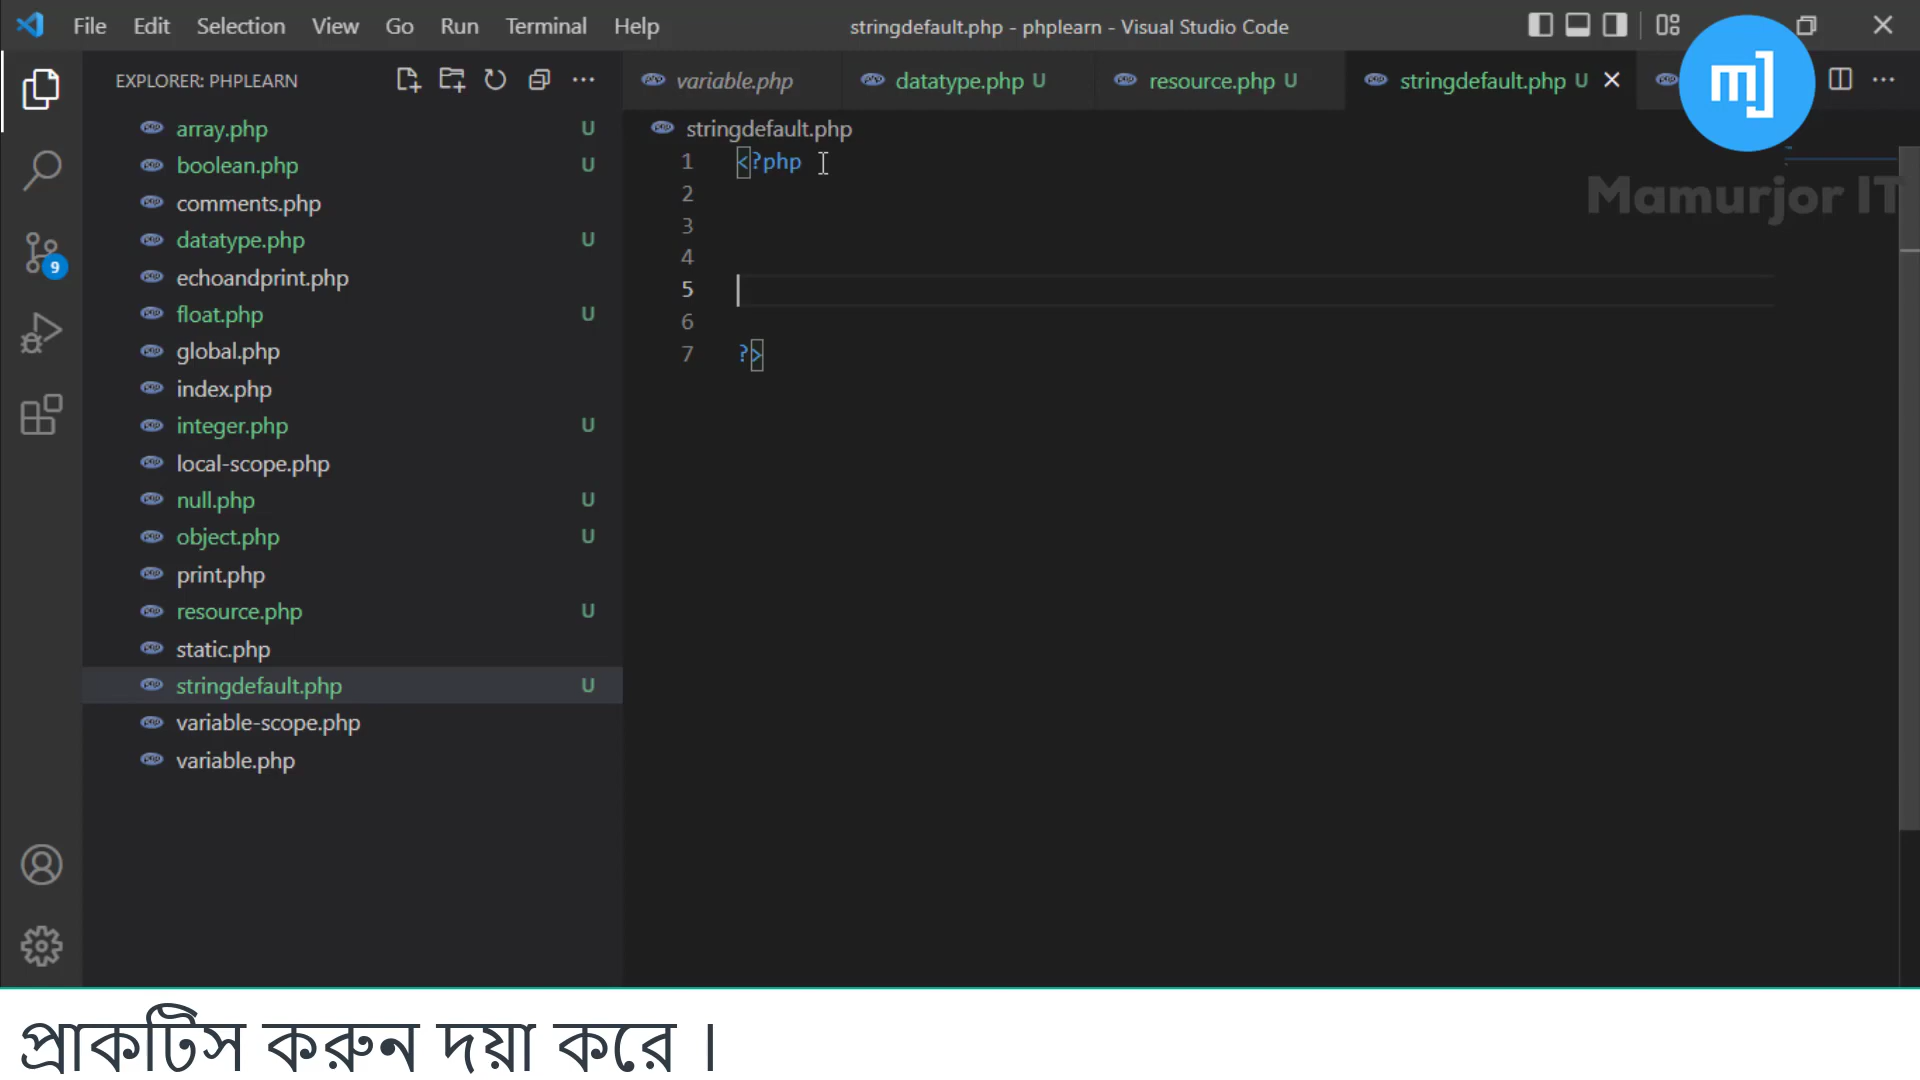 File Edit Selection View Go Run Terminal Help stringdefault.php - phplearn - Visual Studio Code
EXPLORER: PHPLEARN
variable.php datatype.php U resource.php U stringdefault.php U
mj
Mamurjor IT
array.php U
boolean.php U
comments.php
datatype.php U
echoandprint.php
float.php U
global.php
index.php
integer.php U
local-scope.php
null.php U
object.php U
print.php
resource.php U
static.php
stringdefault.php U
variable-scope.php
variable.php
9
stringdefault.php
1 <?php
2
3
4
5
6
7 ?>
প্রাকটিস করুন দয়া করে ।